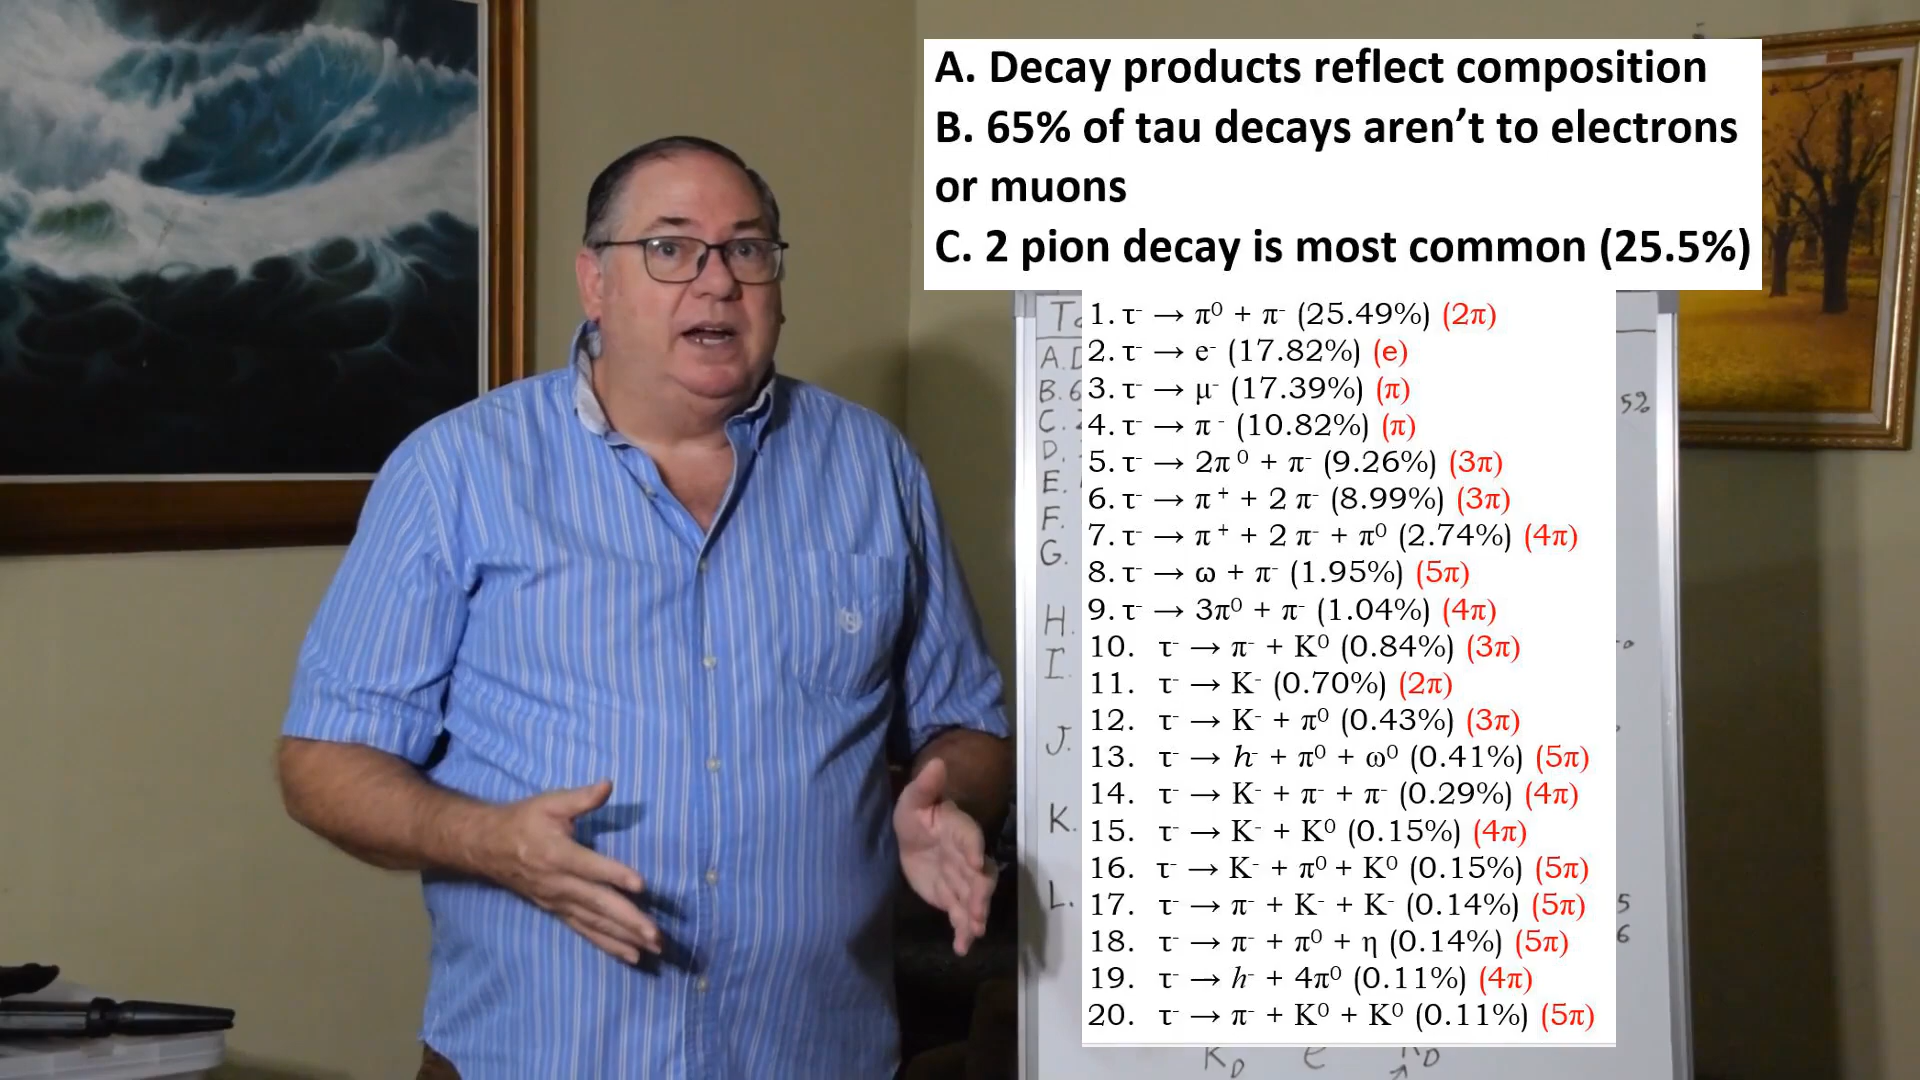 A. Decay products reflect composition
B. 65% of tau decays aren’t to electrons
or muons
C. 2 pion decay is most common (25.5%)
1. τ⁻ → π⁰ + π⁻ (25.49%) (2π)
2. τ⁻ → e⁻ (17.82%) (e)
3. τ⁻ → μ⁻ (17.39%) (π)
4. τ⁻ → π⁻ (10.82%) (π)
5. τ⁻ → 2π⁰ + π⁻ (9.26%) (3π)
6. τ⁻ → π⁺ + 2 π⁻ (8.99%) (3π)
7. τ⁻ → π⁺ + 2 π⁻ + π⁰ (2.74%) (4π)
8. τ⁻ → ω + π⁻ (1.95%) (5π)
9. τ⁻ → 3π⁰ + π⁻ (1.04%) (4π)
10. τ⁻ → π⁻ + K⁰ (0.84%) (3π)
11. τ⁻ → K⁻ (0.70%) (2π)
12. τ⁻ → K⁻ + π⁰ (0.43%) (3π)
13. τ⁻ → h⁻ + π⁰ + ω⁰ (0.41%) (5π)
14. τ⁻ → K⁻ + π⁻ + π⁻ (0.29%) (4π)
15. τ⁻ → K⁻ + K⁰ (0.15%) (4π)
16. τ⁻ → K⁻ + π⁰ + K⁰ (0.15%) (5π)
17. τ⁻ → π⁻ + K⁻ + K⁻ (0.14%) (5π)
18. τ⁻ → π⁻ + π⁰ + η (0.14%) (5π)
19. τ⁻ → h⁻ + 4π⁰ (0.11%) (4π)
20. τ⁻ → π⁻ + K⁰ + K⁰ (0.11%) (5π)
A. D
B. 6
5%
C.
D.
E.
F.
G.
H.
I.
J.
K.
L.
5
6